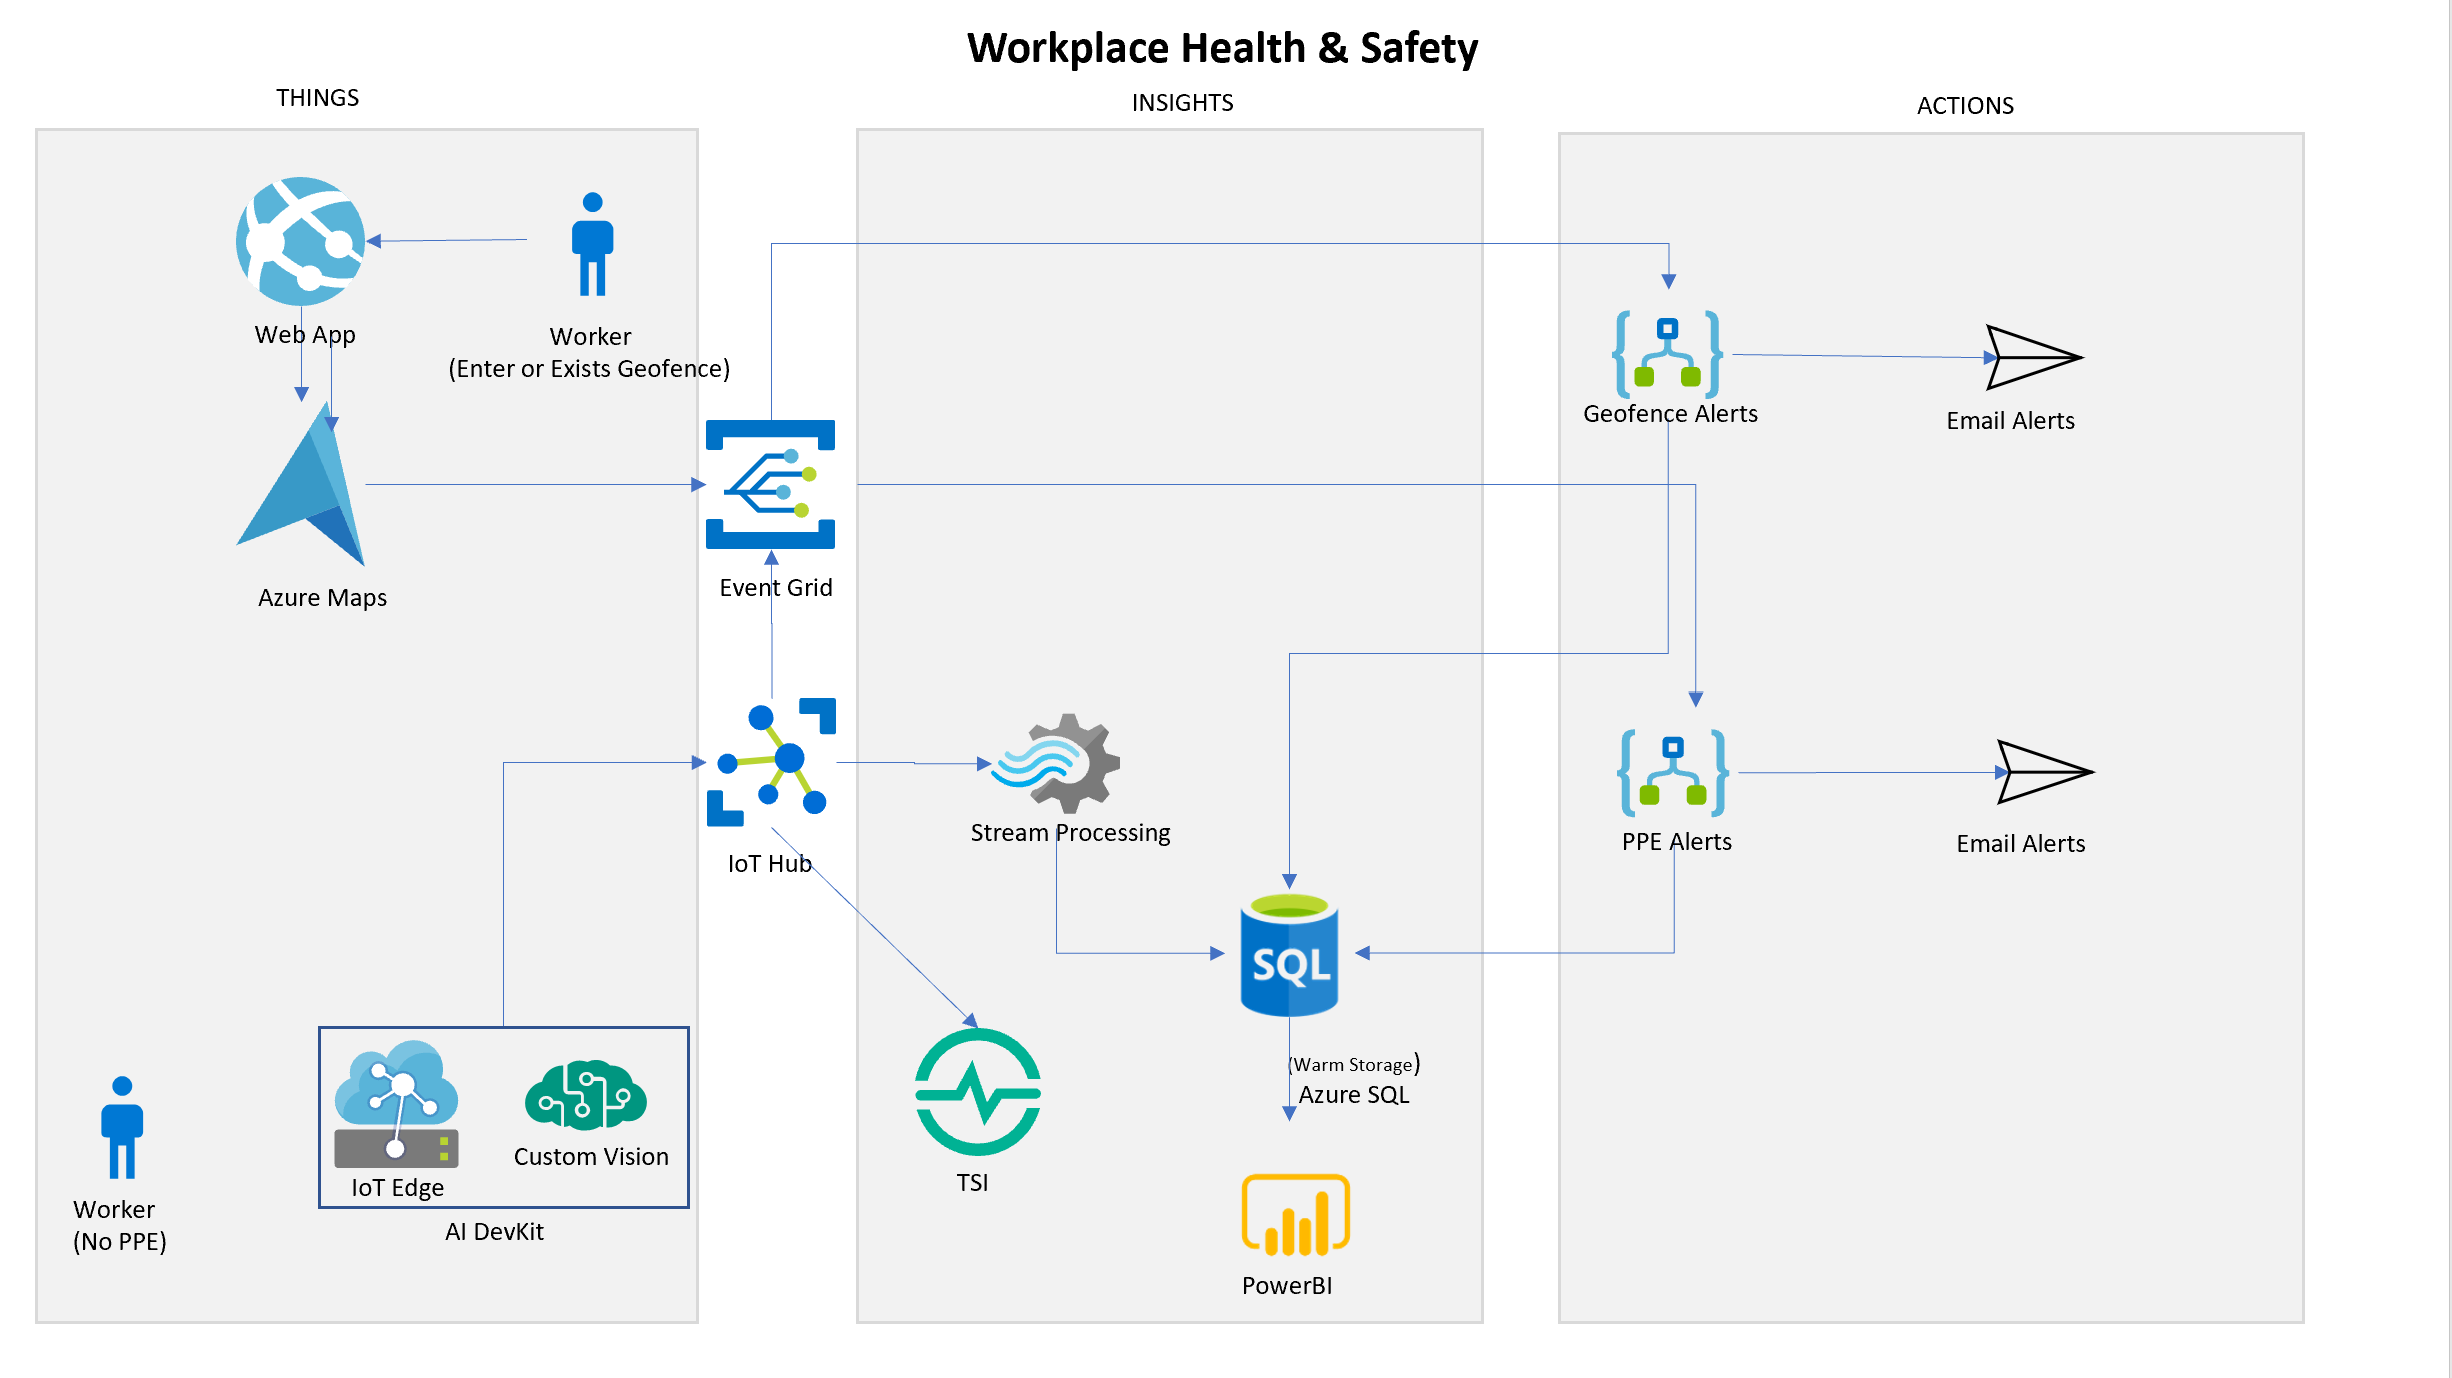 Workplace Health & Safety
THINGS
INSIGHTS
ACTIONS
Web App
Worker
(Enter or Exists Geofence)
Azure Maps
Event Grid
Geofence Alerts
Email Alerts
IoT Hub
Stream Processing
PPE Alerts
Email Alerts
SQL
(Warm Storage)
Azure SQL
Worker
(No PPE)
IoT Edge
Custom Vision
AI DevKit
TSI
PowerBI